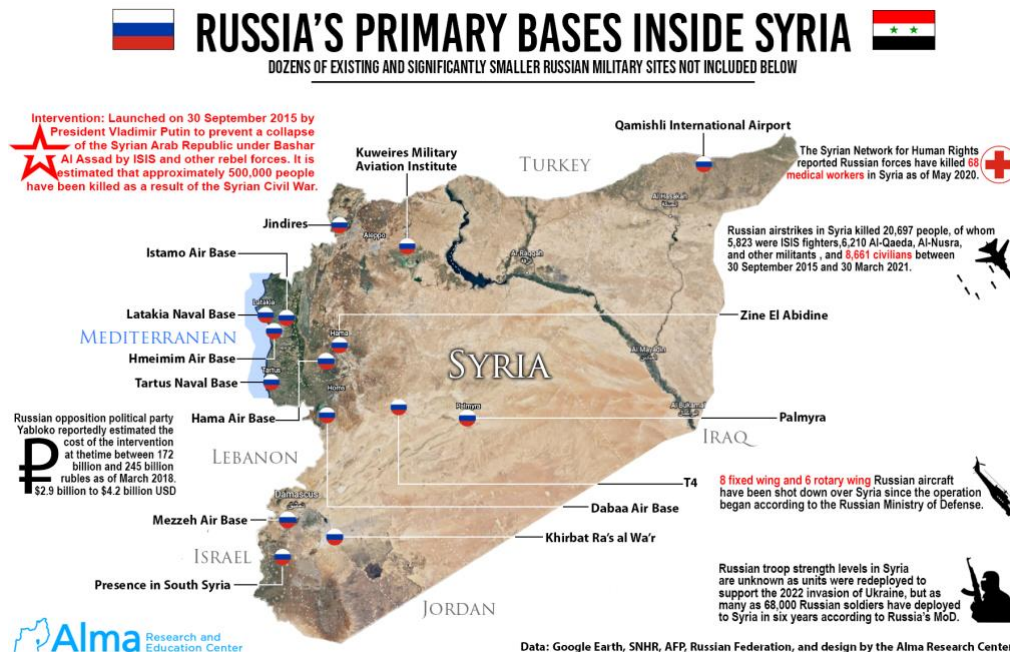 RUSSIA'S PRIMARY BASES INSIDE SYRIA
DOZENS OF EXISTING AND SIGNIFICANTLY SMALLER RUSSIAN MILITARY SITES NOT INCLUDED BELOW
Intervention: Launched on 30 September 2015 by
President Vladimir Putin to prevent a collapse
of the Syrian Arab Republic under Bashar
Al Assad by ISIS and other rebel forces. It is
estimated that approximately 500,000 people
have been killed as a result of the Syrian Civil War.
Qamishli International Airport
Kuweires Military
Aviation Institute
TURKEY
The Syrian Network for Human Rights
reported Russian forces have killed 68
medical workers in Syria as of May 2020.
Al-Hasakah
Jindires
Aleppo
Istamo Air Base
Ar-Raqqah
Russian airstrikes in Syria killed 20,697 people, of whom
5,823 were ISIS fighters,6,210 Al-Qaeda, Al-Nusra,
and other militants , and 8,661 civilians between
30 September 2015 and 30 March 2021.
Latakia
Latakia Naval Base
Zine El Abidine
MEDITERRANEAN
Hama
Al Mayadin
Hmeimim Air Base
SYRIA
Tartus
Tartus Naval Base
Homs
Palmyra
Al Bukamal
Hama Air Base
Palmyra
IRAQ
Russian opposition political party
Yabloko reportedly estimated the
cost of the intervention
at thetime between 172
billion and 245 billion
rubles as of March 2018.
$2.9 billion to $4.2 billion USD
₽
LEBANON
T4
8 fixed wing and 6 rotary wing Russian aircraft
have been shot down over Syria since the operation
began according to the Russian Ministry of Defense.
Damascus
Dabaa Air Base
Mezzeh Air Base
Khirbat Ra's al Wa'r
ISRAEL
Presence in South Syria
JORDAN
Russian troop strength levels in Syria
are unknown as units were redeployed to
support the 2022 invasion of Ukraine, but as
many as 68,000 Russian soldiers have deployed
to Syria in six years according to Russia's MoD.
Alma Research and
Education Center
Data: Google Earth, SNHR, AFP, Russian Federation, and design by the Alma Research Center